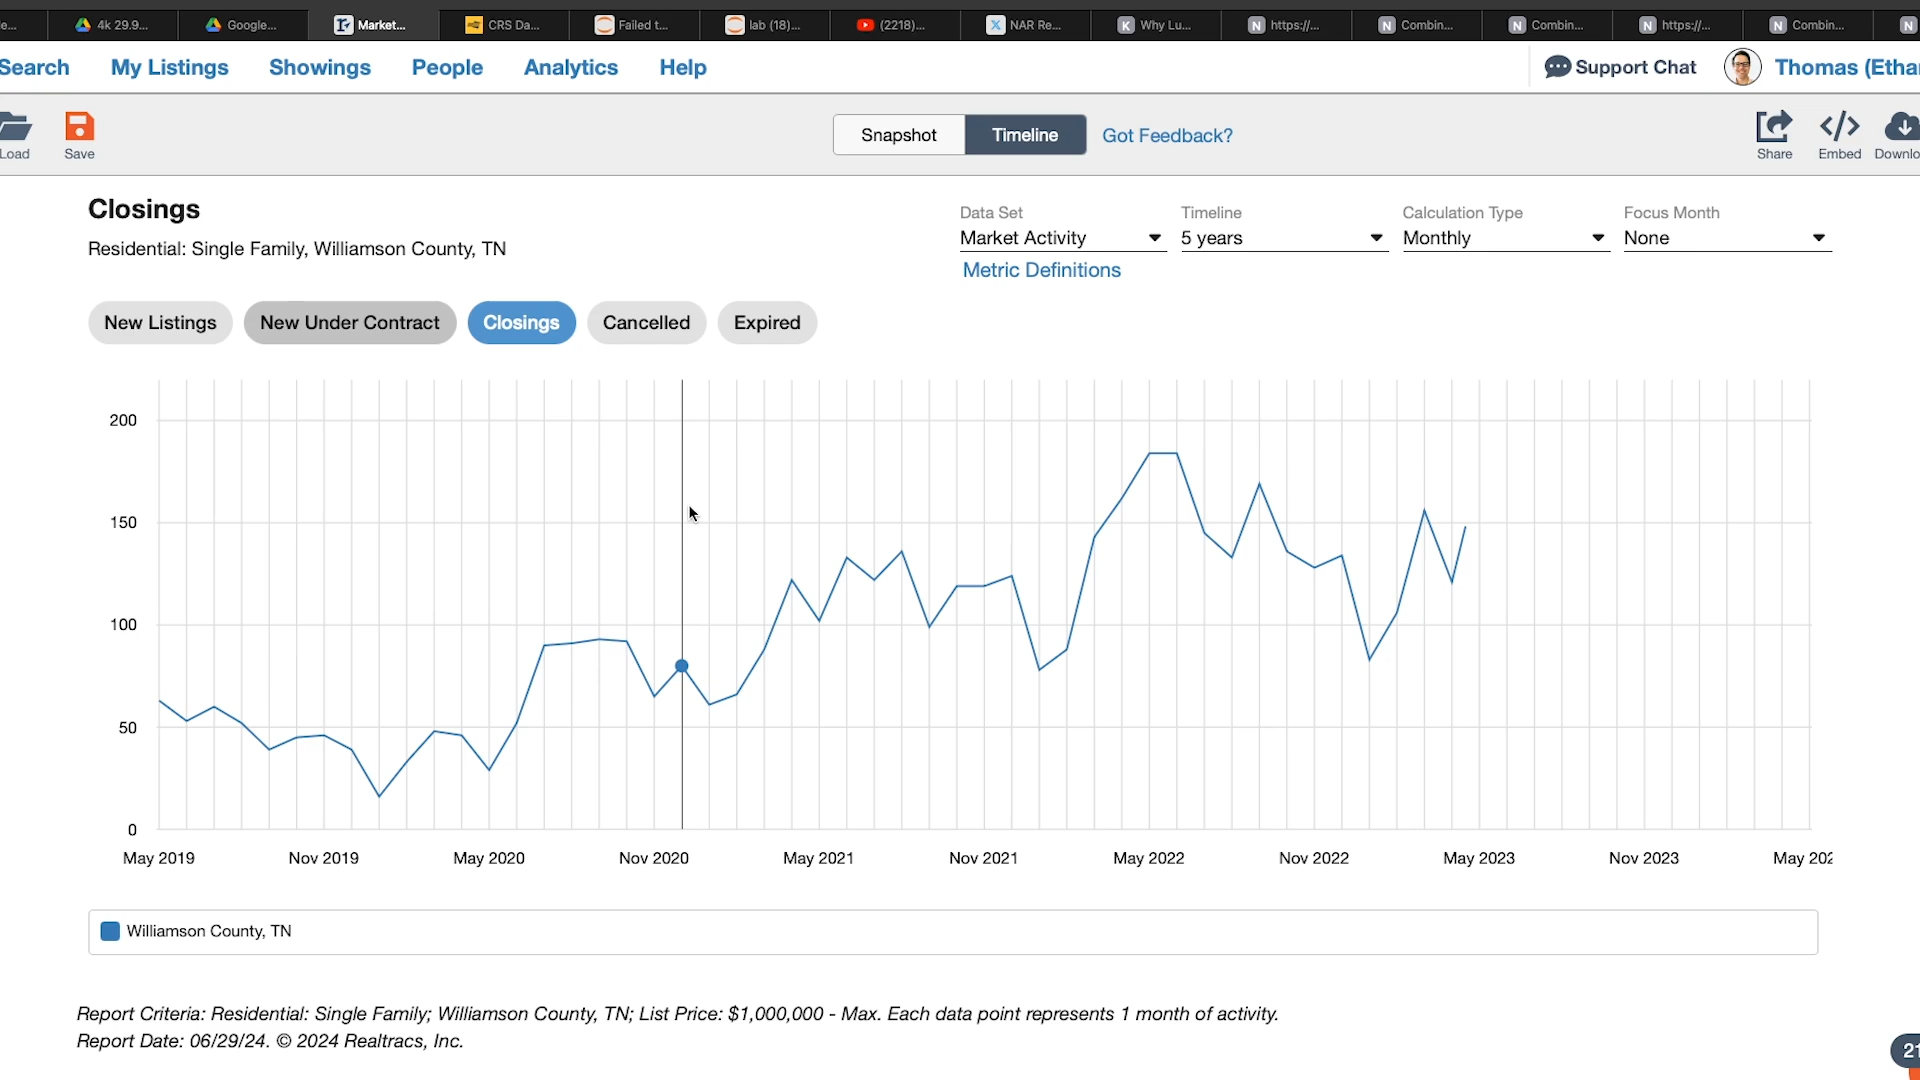 e...
4k 29.9...
Google...
Market...
CRS Da...
Failed t...
lab (18)...
(2218)...
NAR Re...
Why Lu...
https://...
Combin...
Combin...
https://...
Combin...
Search
My Listings
Showings
People
Analytics
Help
Support Chat
Thomas (Etha
Load
Save
Snapshot
Timeline
Got Feedback?
Share
Embed
Downlo
Closings
Residential: Single Family, Williamson County, TN
Data Set
Market Activity
Timeline
5 years
Calculation Type
Monthly
Focus Month
None
Metric Definitions
New Listings
New Under Contract
Closings
Cancelled
Expired
200
150
100
50
0
May 2019
Nov 2019
May 2020
Nov 2020
May 2021
Nov 2021
May 2022
Nov 2022
May 2023
Nov 2023
May 202
Williamson County, TN
Report Criteria: Residential: Single Family; Williamson County, TN; List Price: $1,000,000 - Max. Each data point represents 1 month of activity.
Report Date: 06/29/24. © 2024 Realtracs, Inc.
21